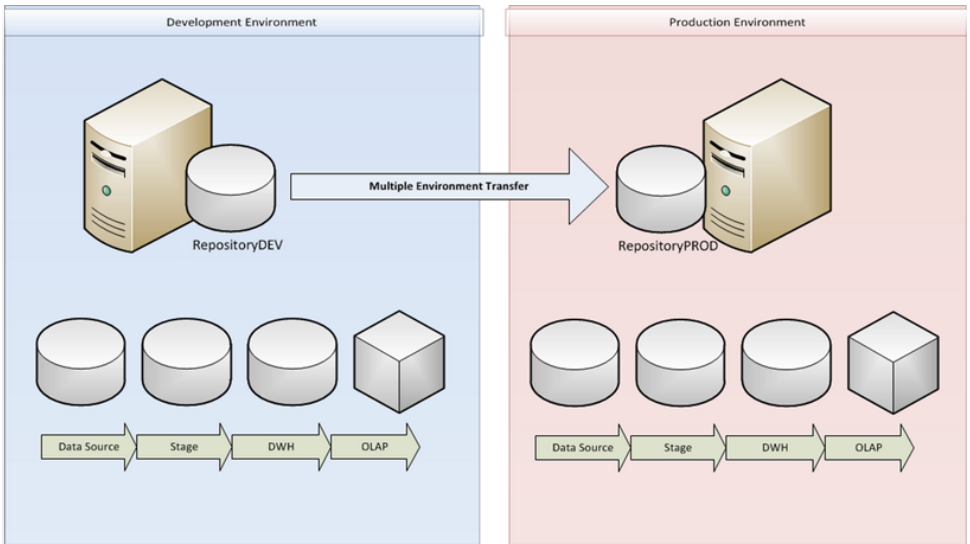 Development Environment
Production Environment
Multiple Environment Transfer
RepositoryDEV
RepositoryPROD
Data Source
Stage
DWH
OLAP
Data Source
Stage
DWH
OLAP